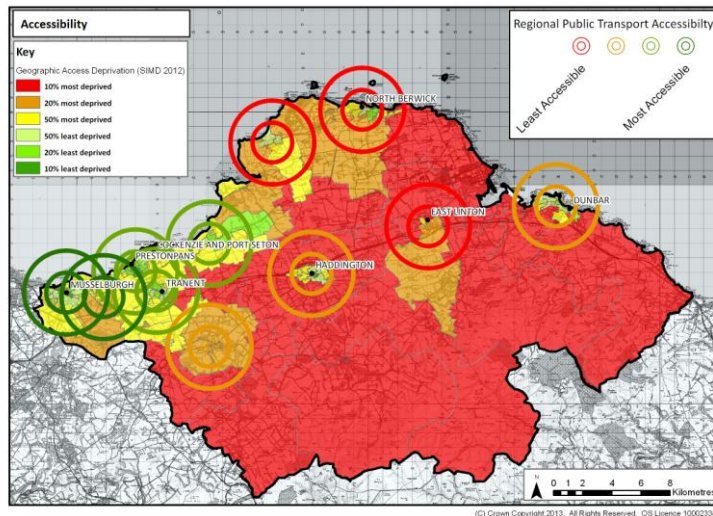 Accessibility
Key
Geographic Access Deprivation (SIMD 2012)
10% most deprived
20% most deprived
50% most deprived
50% least deprived
20% least deprived
10% least deprived
Regional Public Transport Accessibilty
Least Accessible
Most Accessible
NORTH BERWICK
DUNBAR
EAST LINTON
COCKENZIE AND PORT SETON
PRESTONPANS
HADDINGTON
MUSSELBURGH
TRANENT
N
0 1 2 4 6 8
Kilometres
(C) Crown Copyright 2013. All Rights Reserved. OS Licence 1000233